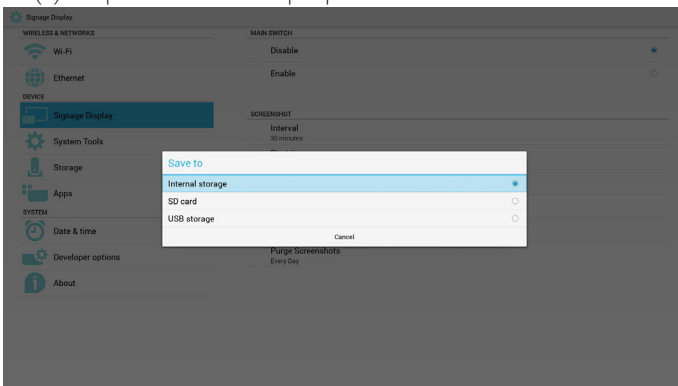 Signage Display
WIRELESS & NETWORKS
Wi-Fi
Ethernet
DEVICE
Signage Display
System Tools
Storage
Apps
SYSTEM
Date & time
Developer options
About
MAIN SWITCH
Disable
Enable
SCREENSHOT
Interval
30 minutes
Save to
Internal storage
SD card
USB storage
Cancel
Purge Screenshots
Every Day